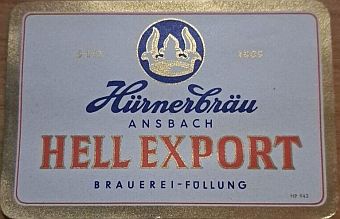 Hürnerbräu
ANSBACH
HELL EXPORT
BRAUEREI-FÜLLUNG